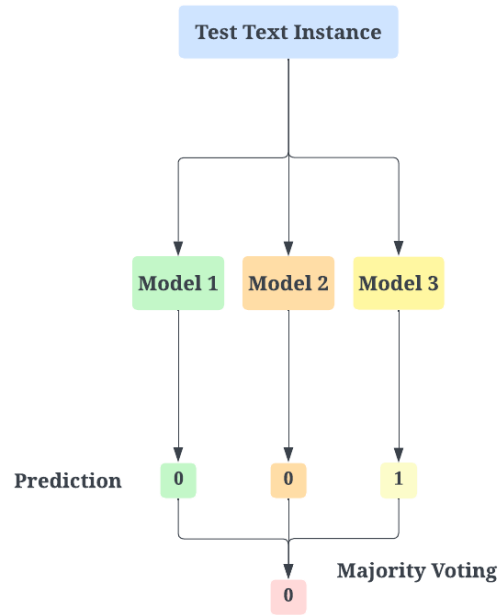 Test Text Instance
Model 1
Model 2
Model 3
Prediction
0
0
1
Majority Voting
0